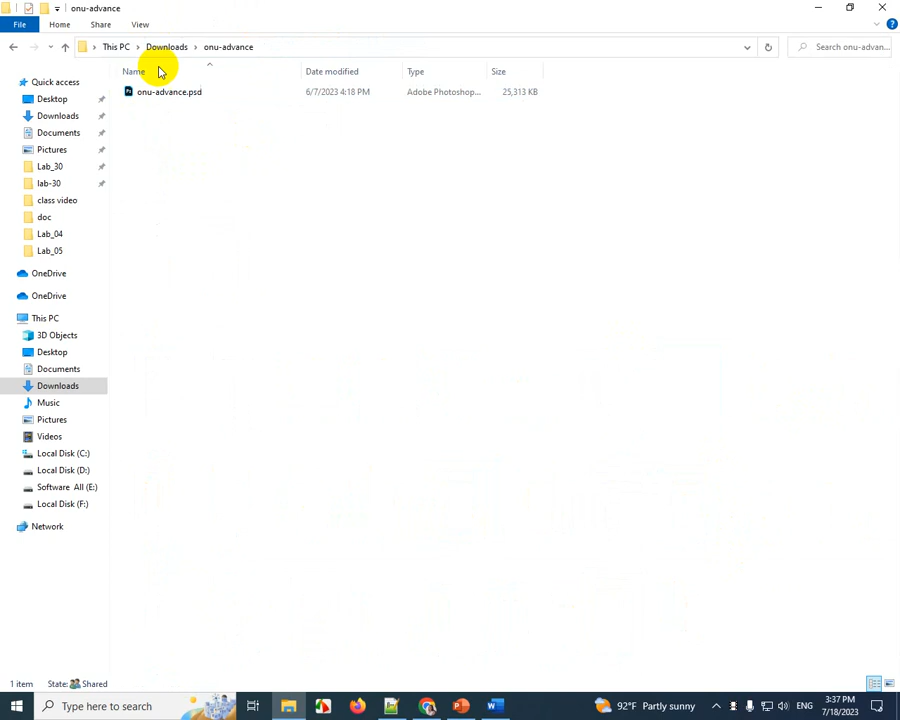 onu-advance
File Home Share View
This PC Downloads onu-advance
Search onu-advan...
Name Date modified Type Size
onu-advance.psd 6/7/2023 4:18 PM Adobe Photoshop... 25,313 KB
Quick access
Desktop
Downloads
Documents
Pictures
Lab_30
lab-30
class video
doc
Lab_04
Lab_05
OneDrive
OneDrive
This PC
3D Objects
Desktop
Documents
Downloads
Music
Pictures
Videos
Local Disk (C:)
Local Disk (D:)
Software All (E:)
Local Disk (F:)
Network
1 item State: Shared
Type here to search
92°F Partly sunny
ENG
3:37 PM
7/18/2023